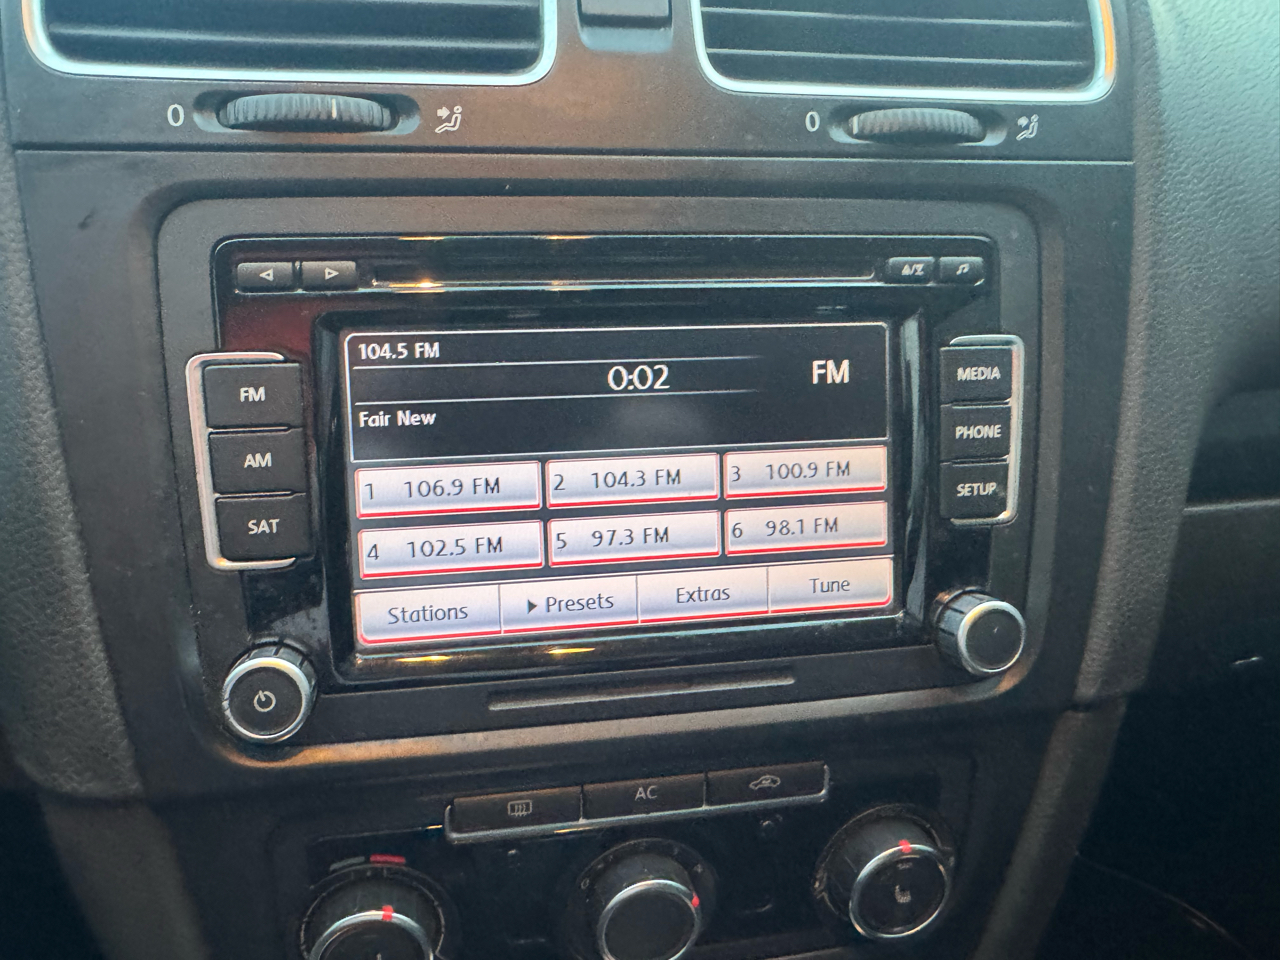 0
0
FM
AM
SAT
104.5 FM
0:02
FM
Fair New
1 106.9 FM
2 104.3 FM
3 100.9 FM
4 102.5 FM
5 97.3 FM
6 98.1 FM
Stations
Presets
Extras
Tune
MEDIA
PHONE
SETUP
AC